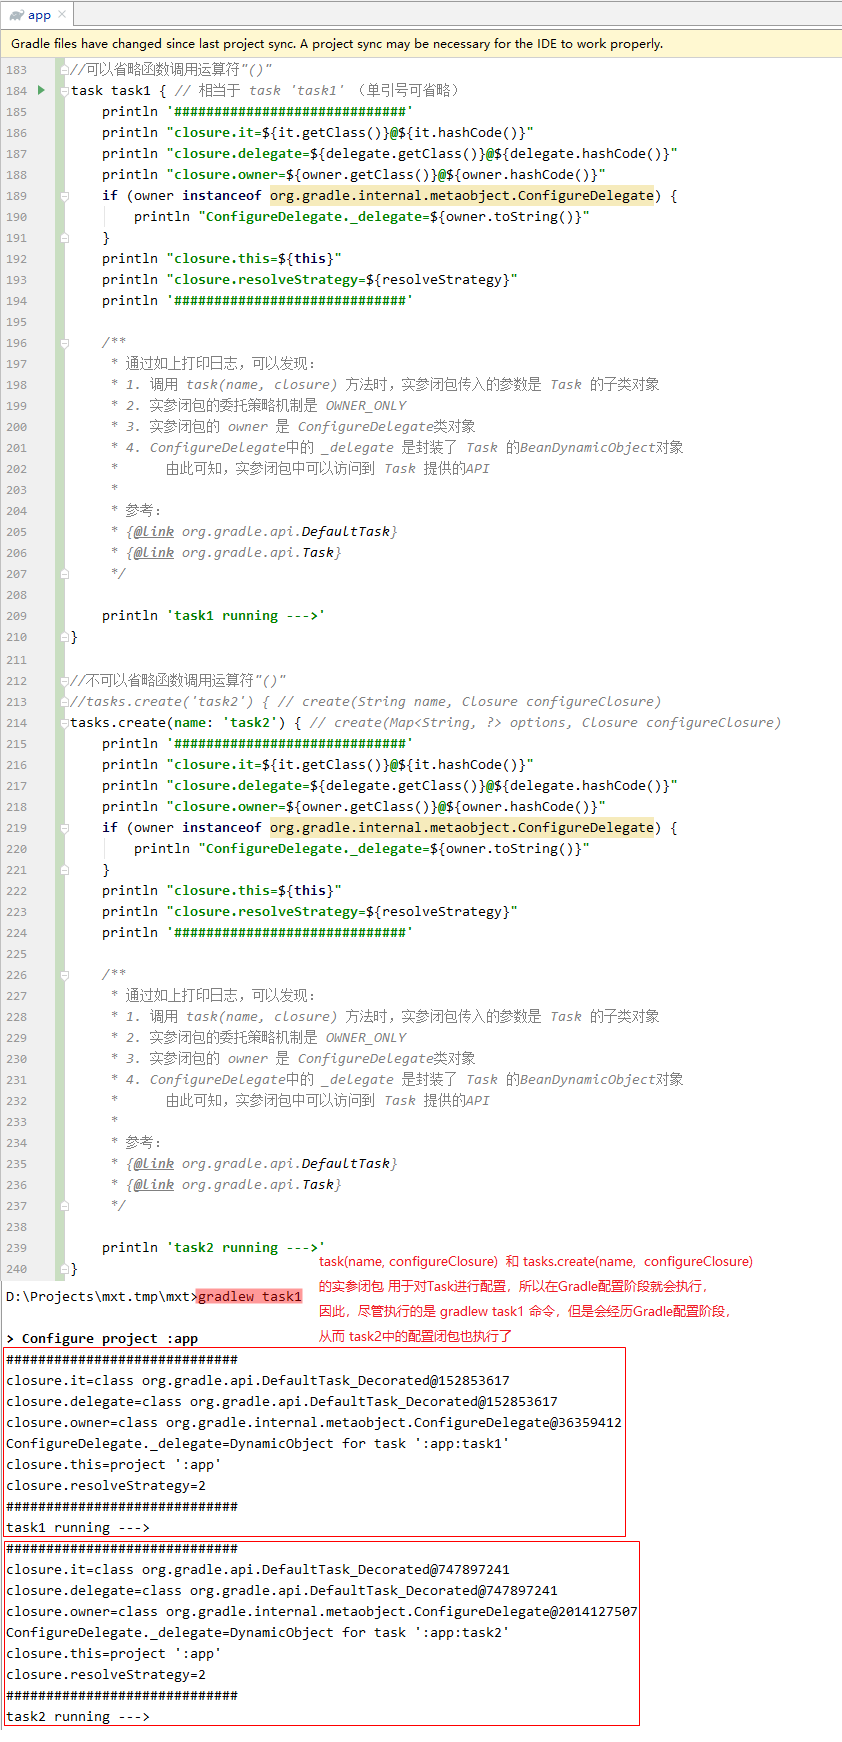 app
Gradle files have changed since last project sync. A project sync may be necessary for the IDE to work properly.
183 //可以省略函数调用运算符"()"
184 task task1 { // 相当于 task 'task1' （单引号可省略）
185 println '#############################'
186 println "closure.it=${it.getClass()}@${it.hashCode()}"
187 println "closure.delegate=${delegate.getClass()}@${delegate.hashCode()}"
188 println "closure.owner=${owner.getClass()}@${owner.hashCode()}"
189 if (owner instanceof org.gradle.internal.metaobject.ConfigureDelegate) {
190 println "ConfigureDelegate._delegate=${owner.toString()}"
191 }
192 println "closure.this=${this}"
193 println "closure.resolveStrategy=${resolveStrategy}"
194 println '#############################'
195
196 /**
197 * 通过如上打印日志，可以发现：
198 * 1. 调用 task(name, closure) 方法时，实参闭包传入的参数是 Task 的子类对象
199 * 2. 实参闭包的委托策略机制是 OWNER_ONLY
200 * 3. 实参闭包的 owner 是 ConfigureDelegate类对象
201 * 4. ConfigureDelegate中的 _delegate 是封装了 Task 的BeanDynamicObject对象
202 * 由此可知，实参闭包中可以访问到 Task 提供的API
203 *
204 * 参考：
205 * {@link org.gradle.api.DefaultTask}
206 * {@link org.gradle.api.Task}
207 */
208
209 println 'task1 running --->'
210 }
211
212 //不可以省略函数调用运算符"()"
213 //tasks.create('task2') { // create(String name, Closure configureClosure)
214 tasks.create(name: 'task2') { // create(Map<String, ?> options, Closure configureClosure)
215 println '#############################'
216 println "closure.it=${it.getClass()}@${it.hashCode()}"
217 println "closure.delegate=${delegate.getClass()}@${delegate.hashCode()}"
218 println "closure.owner=${owner.getClass()}@${owner.hashCode()}"
219 if (owner instanceof org.gradle.internal.metaobject.ConfigureDelegate) {
220 println "ConfigureDelegate._delegate=${owner.toString()}"
221 }
222 println "closure.this=${this}"
223 println "closure.resolveStrategy=${resolveStrategy}"
224 println '#############################'
225
226 /**
227 * 通过如上打印日志，可以发现：
228 * 1. 调用 task(name, closure) 方法时，实参闭包传入的参数是 Task 的子类对象
229 * 2. 实参闭包的委托策略机制是 OWNER_ONLY
230 * 3. 实参闭包的 owner 是 ConfigureDelegate类对象
231 * 4. ConfigureDelegate中的 _delegate 是封装了 Task 的BeanDynamicObject对象
232 * 由此可知，实参闭包中可以访问到 Task 提供的API
233 *
234 * 参考：
235 * {@link org.gradle.api.DefaultTask}
236 * {@link org.gradle.api.Task}
237 */
238
239 println 'task2 running --->'
240 }
task(name, configureClosure) 和 tasks.create(name, configureClosure)
的实参闭包 用于对Task进行配置，所以在Gradle配置阶段就会执行，
因此，尽管执行的是 gradlew task1 命令，但是会经历Gradle配置阶段，
从而 task2中的配置闭包也执行了
D:\Projects\mxt.tmp\mxt>gradlew task1
> Configure project :app
#############################
closure.it=class org.gradle.api.DefaultTask_Decorated@152853617
closure.delegate=class org.gradle.api.DefaultTask_Decorated@152853617
closure.owner=class org.gradle.internal.metaobject.ConfigureDelegate@36359412
ConfigureDelegate._delegate=DynamicObject for task ':app:task1'
closure.this=project ':app'
closure.resolveStrategy=2
#############################
task1 running --->
#############################
closure.it=class org.gradle.api.DefaultTask_Decorated@747897241
closure.delegate=class org.gradle.api.DefaultTask_Decorated@747897241
closure.owner=class org.gradle.internal.metaobject.ConfigureDelegate@2014127507
ConfigureDelegate._delegate=DynamicObject for task ':app:task2'
closure.this=project ':app'
closure.resolveStrategy=2
#############################
task2 running --->